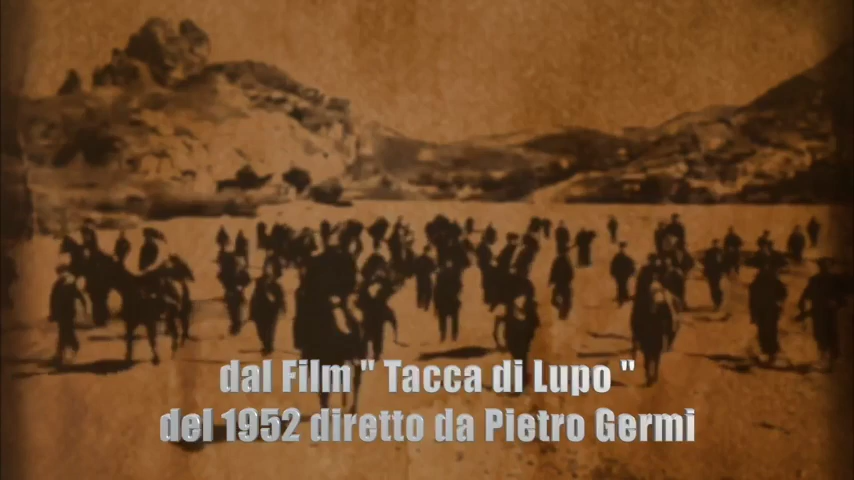 dal Film " Tacca di Lupo "
del 1952 diretto da Pietro Germi